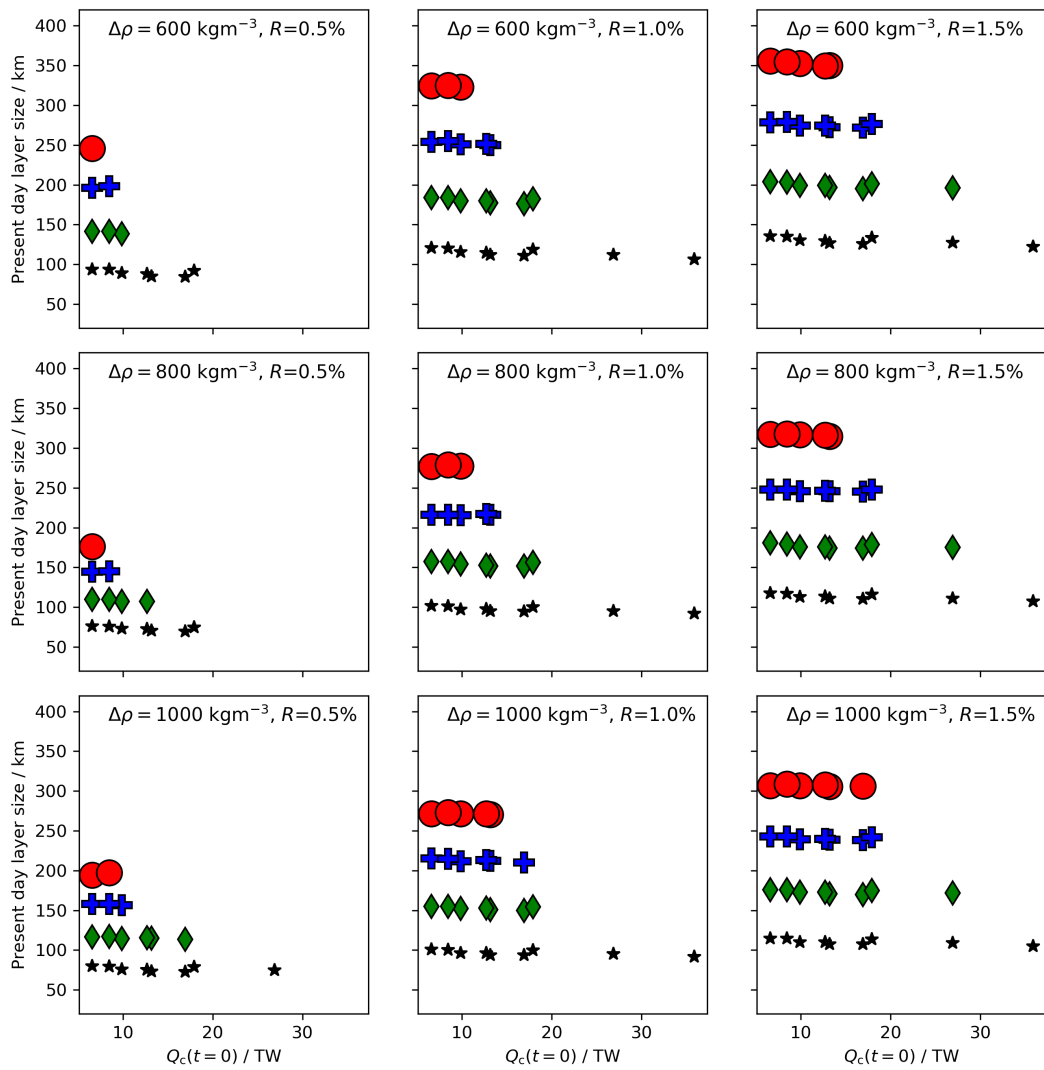 Δρ = 600 kgm⁻³, R=0.5%
Δρ = 600 kgm⁻³, R=1.0%
Δρ = 600 kgm⁻³, R=1.5%
400
350
300
250
200
150
100
50
Present day layer size / km
10
20
30
10
20
30
10
20
30
Δρ = 800 kgm⁻³, R=0.5%
Δρ = 800 kgm⁻³, R=1.0%
Δρ = 800 kgm⁻³, R=1.5%
400
350
300
250
200
150
100
50
Present day layer size / km
Δρ = 1000 kgm⁻³, R=0.5%
Δρ = 1000 kgm⁻³, R=1.0%
Δρ = 1000 kgm⁻³, R=1.5%
400
350
300
250
200
150
100
50
Present day layer size / km
Q_c(t = 0) / TW
Q_c(t = 0) / TW
Q_c(t = 0) / TW